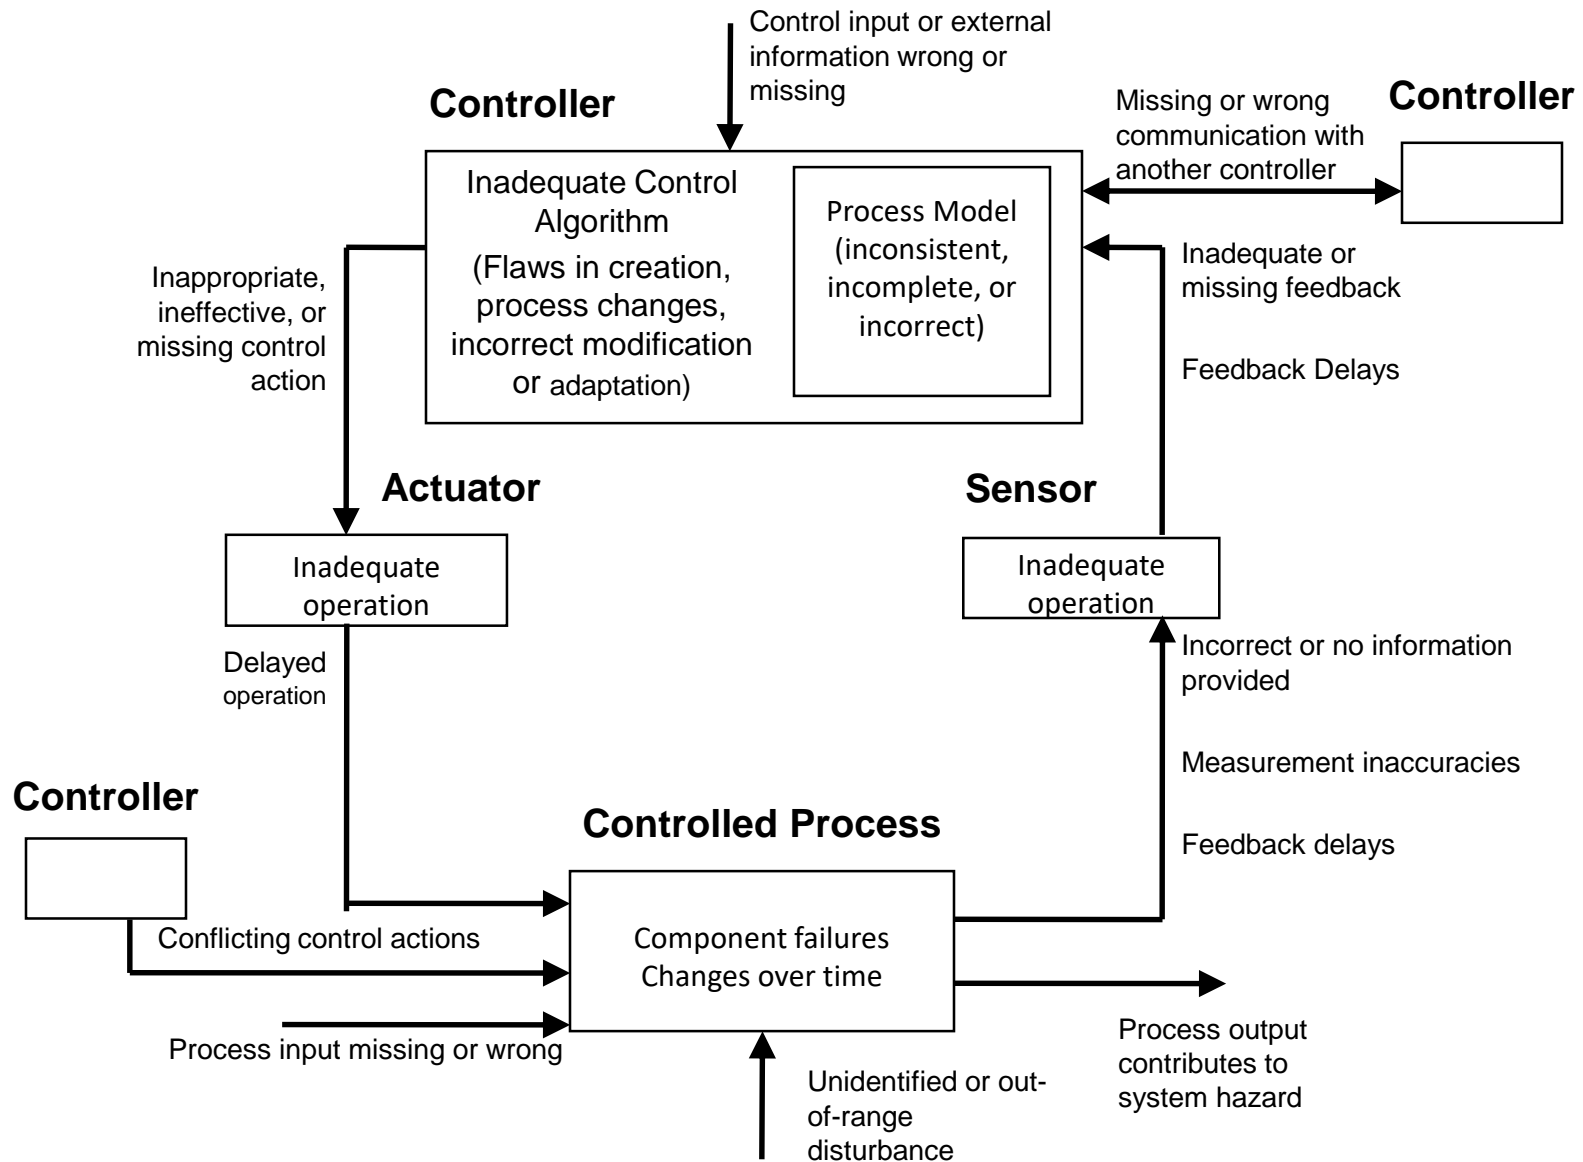 Control input or external
information wrong or
missing
Controller
Missing or wrong
communication with
another controller
Controller
Inadequate Control
Algorithm
(Flaws in creation,
process changes,
incorrect modification
or adaptation)
Process Model
(inconsistent,
incomplete, or
incorrect)
Inappropriate,
ineffective, or
missing control
action
Inadequate or
missing feedback
Feedback Delays
Actuator
Sensor
Inadequate
operation
Inadequate
operation
Delayed
operation
Incorrect or no information
provided
Measurement inaccuracies
Feedback delays
Controller
Controlled Process
Conflicting control actions
Component failures
Changes over time
Process input missing or wrong
Process output
contributes to
system hazard
Unidentified or out-
of-range
disturbance